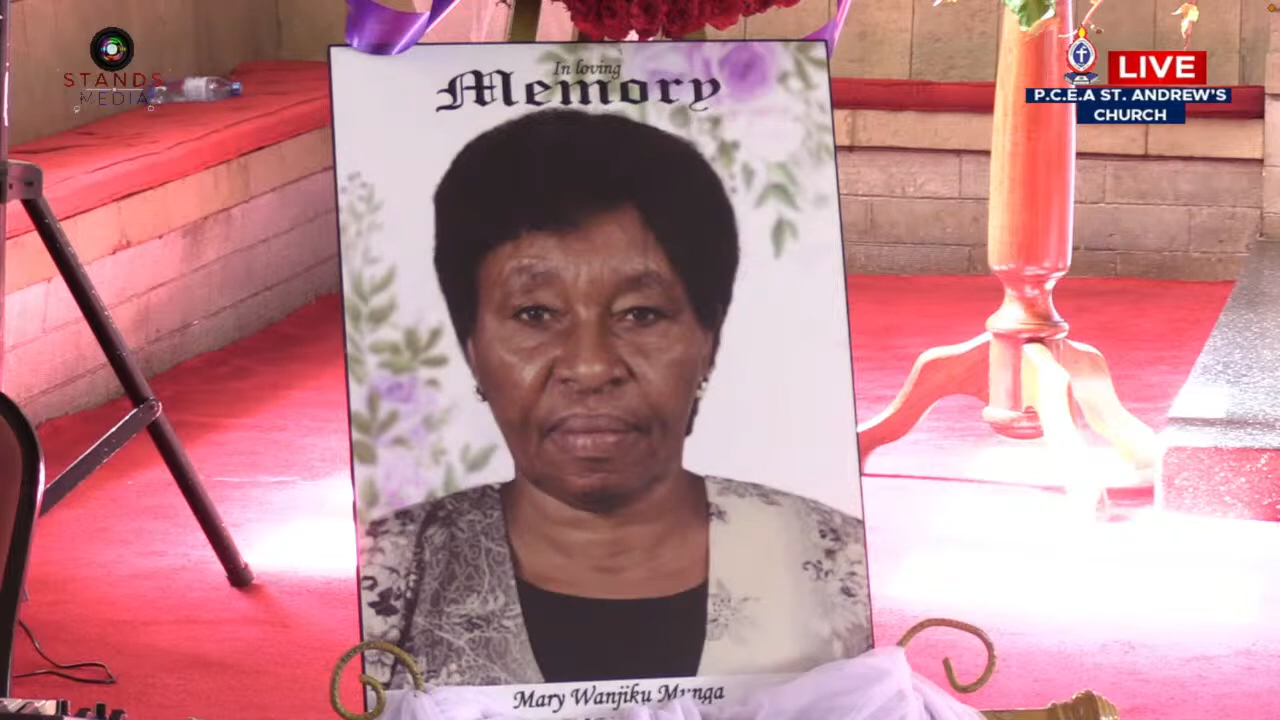 STANDS
MEDIA
LIVE
P.C.E.A ST. ANDREW'S
CHURCH
In loving
Memory
Mary Wanjiku Munga